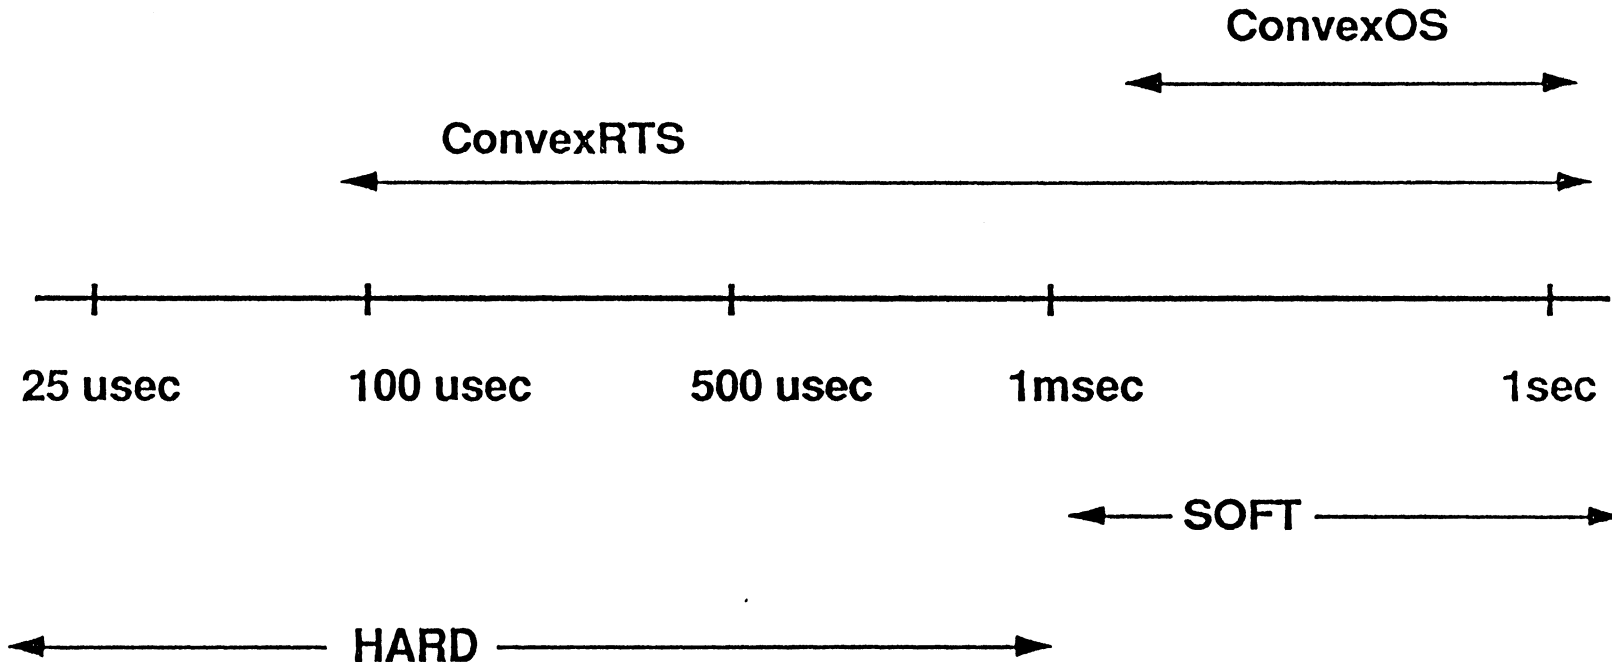 ConvexOS
ConvexRTS
25 usec 100 usec 500 usec 1msec 1sec
SOFT
HARD